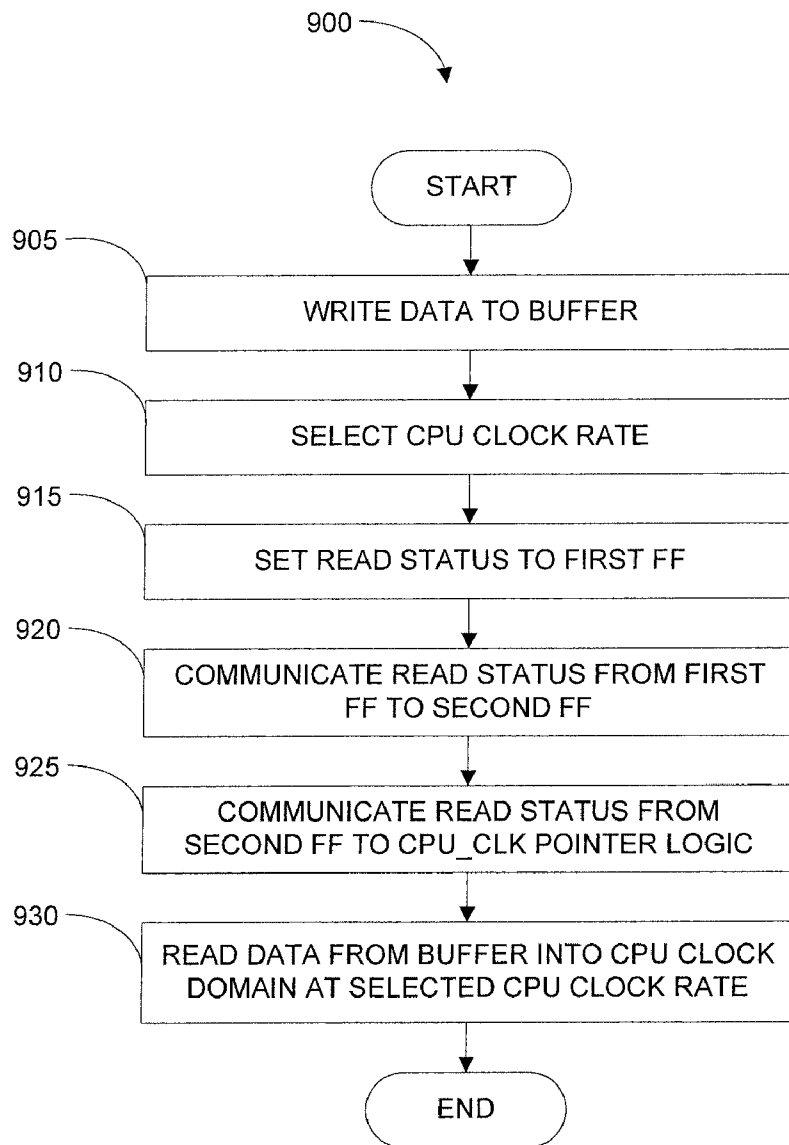 900
START
905
WRITE DATA TO BUFFER
910
SELECT CPU CLOCK RATE
915
SET READ STATUS TO FIRST FF
920
COMMUNICATE READ STATUS FROM FIRST
FF TO SECOND FF
925
COMMUNICATE READ STATUS FROM
SECOND FF TO CPU_CLK POINTER LOGIC
930
READ DATA FROM BUFFER INTO CPU CLOCK
DOMAIN AT SELECTED CPU CLOCK RATE
END